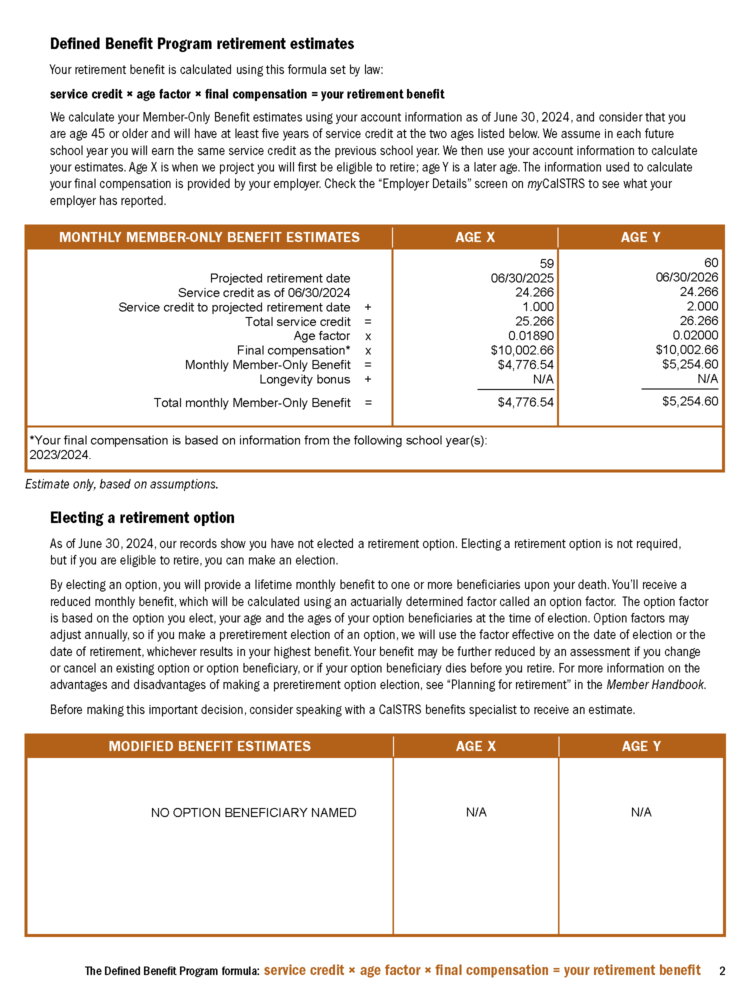 Defined Benefit Program retirement estimates
Your retirement benefit is calculated using this formula set by law:
service credit × age factor × final compensation = your retirement benefit
We calculate your Member-Only Benefit estimates using your account information as of June 30, 2024, and consider that you
are age 45 or older and will have at least five years of service credit at the two ages listed below. We assume in each future
school year you will earn the same service credit as the previous school year. We then use your account information to calculate
your estimates. Age X is when we project you will first be eligible to retire; age Y is a later age. The information used to calculate
your final compensation is provided by your employer. Check the “Employer Details” screen on myCalSTRS to see what your
employer has reported.
MONTHLY MEMBER-ONLY BENEFIT ESTIMATES AGE X AGE Y
59 60
Projected retirement date 06/30/2025 06/30/2026
Service credit as of 06/30/2024 24.266 24.266
Service credit to projected retirement date + 1.000 2.000
Total service credit = 25.266 26.266
Age factor x 0.01890 0.02000
Final compensation* x $10,002.66 $10,002.66
Monthly Member-Only Benefit = $4,776.54 $5,254.60
Longevity bonus + N/A N/A
Total monthly Member-Only Benefit = $4,776.54 $5,254.60
*Your final compensation is based on information from the following school year(s):
2023/2024.
Estimate only, based on assumptions.
Electing a retirement option
As of June 30, 2024, our records show you have not elected a retirement option. Electing a retirement option is not required,
but if you are eligible to retire, you can make an election.
By electing an option, you will provide a lifetime monthly benefit to one or more beneficiaries upon your death. You’ll receive a
reduced monthly benefit, which will be calculated using an actuarially determined factor called an option factor. The option factor
is based on the option you elect, your age and the ages of your option beneficiaries at the time of election. Option factors may
adjust annually, so if you make a preretirement election of an option, we will use the factor effective on the date of election or the
date of retirement, whichever results in your highest benefit. Your benefit may be further reduced by an assessment if you change
or cancel an existing option or option beneficiary, or if your option beneficiary dies before you retire. For more information on the
advantages and disadvantages of making a preretirement option election, see “Planning for retirement” in the Member Handbook.
Before making this important decision, consider speaking with a CalSTRS benefits specialist to receive an estimate.
MODIFIED BENEFIT ESTIMATES AGE X AGE Y
NO OPTION BENEFICIARY NAMED N/A N/A
The Defined Benefit Program formula: service credit × age factor × final compensation = your retirement benefit 2